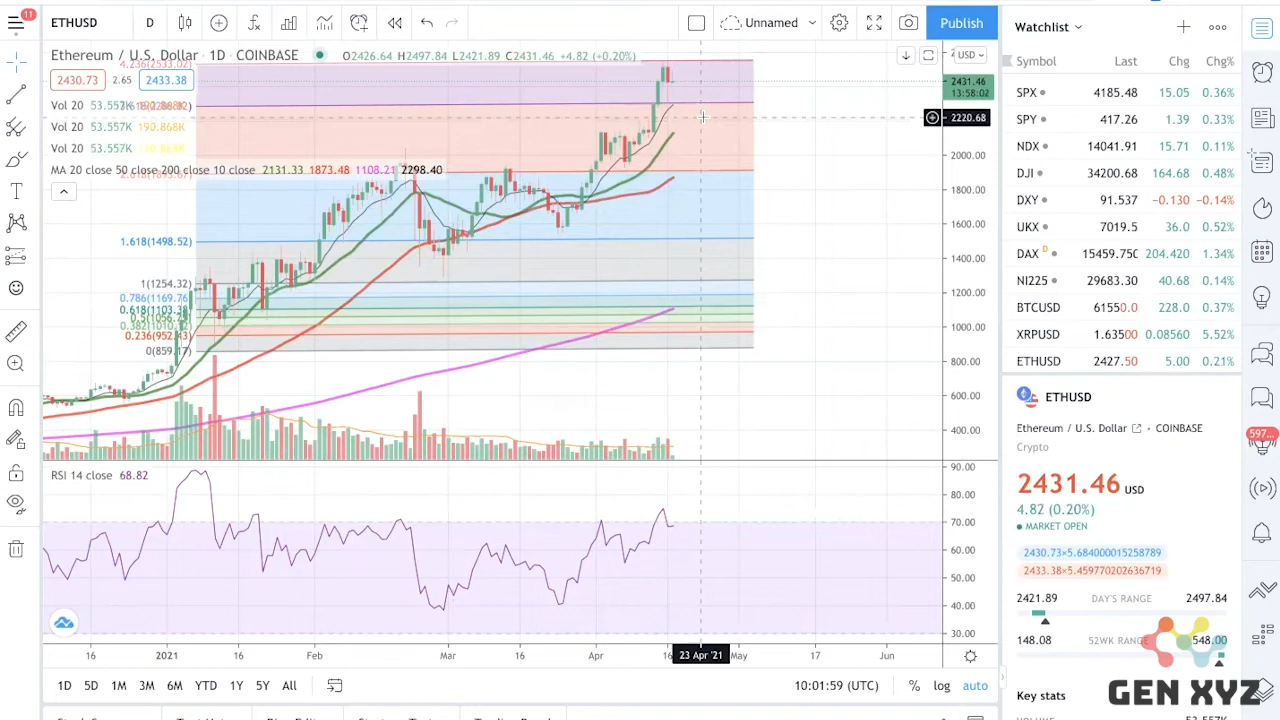 11
ETHUSD
D
Unnamed
Publish
Ethereum / U.S. Dollar · 1D · COINBASE
O2426.64 H2497.84 L2421.89 C2431.46 +4.82 (+0.20%)
USD
2430.73 2.65 2433.38
2431.46
13:58:02
Vol 20 53.557K
2220.68
Vol 20 53.557K 190.868K
Vol 20 53.557K
MA 20 close 50 close 200 close 10 close 2131.33 1873.48 1108.21 2298.40
1.618(1498.52)
1(1254.32)
0.786(1169.76
0.618(1103.38
0.236(952.43)
0(859.17)
2000.00
1800.00
1600.00
1400.00
1200.00
1000.00
800.00
600.00
400.00
RSI 14 close 68.82
90.00
80.00
70.00
60.00
50.00
40.00
30.00
16 2021 16 Feb Mar 16 Apr 16 23 Apr '21 May 17 Jun
1D 5D 1M 3M 6M YTD 1Y 5Y All
10:01:59 (UTC) % log auto
Watchlist
Symbol Last Chg Chg%
SPX 4185.48 15.05 0.36%
SPY 417.26 1.39 0.33%
NDX 14041.91 15.71 0.11%
DJI 34200.68 164.68 0.48%
DXY 91.537 -0.130 -0.14%
UKX 7019.5 36.0 0.52%
DAX D 15459.750 204.420 1.34%
NI225 29683.30 40.68 0.14%
BTCUSD 61550.0 228.0 0.37%
XRPUSD 1.63500 0.08560 5.52%
ETHUSD 2427.50 5.00 0.21%
ETHUSD
Ethereum / U.S. Dollar · COINBASE
Crypto
2431.46 USD
4.82 (0.20%)
MARKET OPEN
2430.73×5.684000015258789
2433.38×5.459770202636719
2421.89 DAY'S RANGE 2497.84
148.08 52WK RANGE
597...
Key stats
GEN XYZ